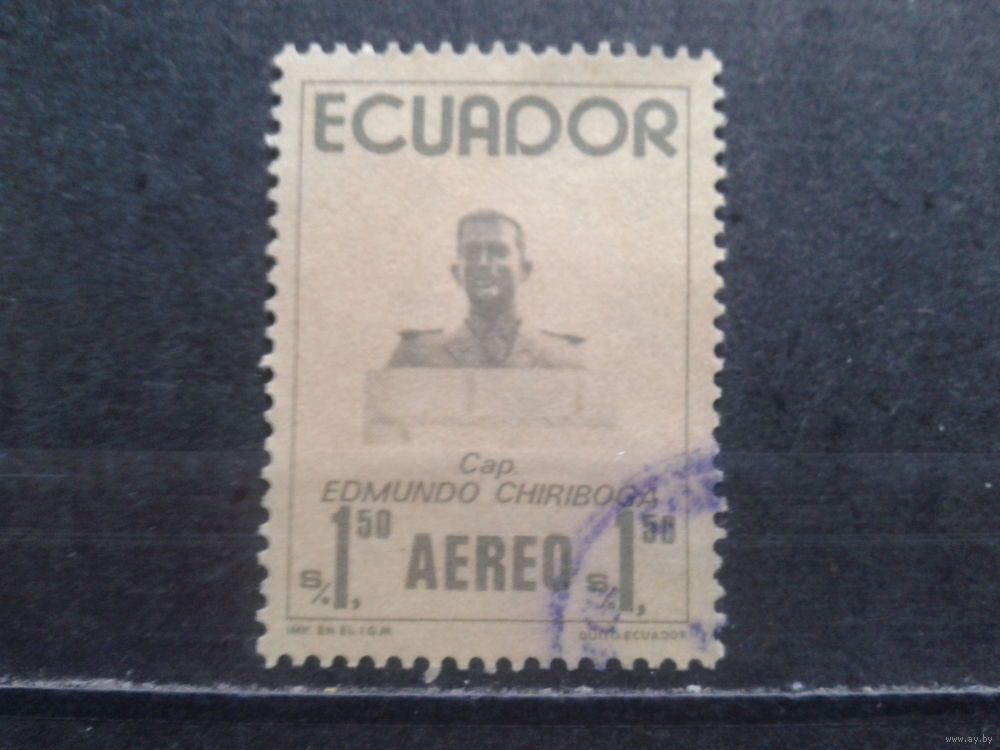 ECUADOR
Cap.
EDMUNDO CHIRIBOGA
S/. 1,50 AEREO S/. 1,50
IMP. EN EL I.G.M. QUITO-ECUADOR
www.ay.by